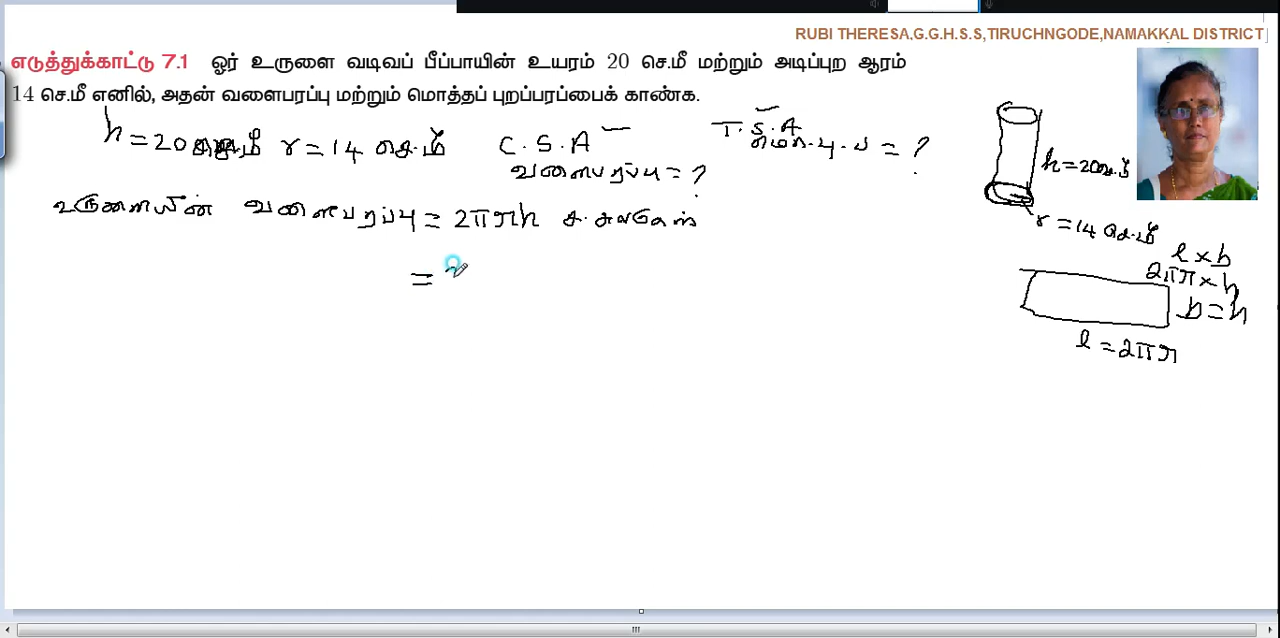 RUBI THERESA,G.G.H.S.S,TIRUCHNGODE,NAMAKKAL DISTRICT
எடுத்துக்காட்டு 7.1 ஓர் உருளை வடிவப் பீப்பாயின் உயரம் 20 செ.மீ மற்றும் அடிப்புற ஆரம்
14 செ.மீ எனில், அதன் வளைபரப்பு மற்றும் மொத்தப் புறப்பரப்பைக் காண்க.
h = 20 செ.மீ r = 14 செ.மீ C.S.A T.S.A
வளைபரப்பு = ? மொ.பு.ப = ?
h = 20 செ.மீ
r = 14 செ.மீ
உருளையின் வளைபரப்பு = 2πrh ச.அலகுகள்
= 2
l × b
2πr × h
b = h
l = 2πr